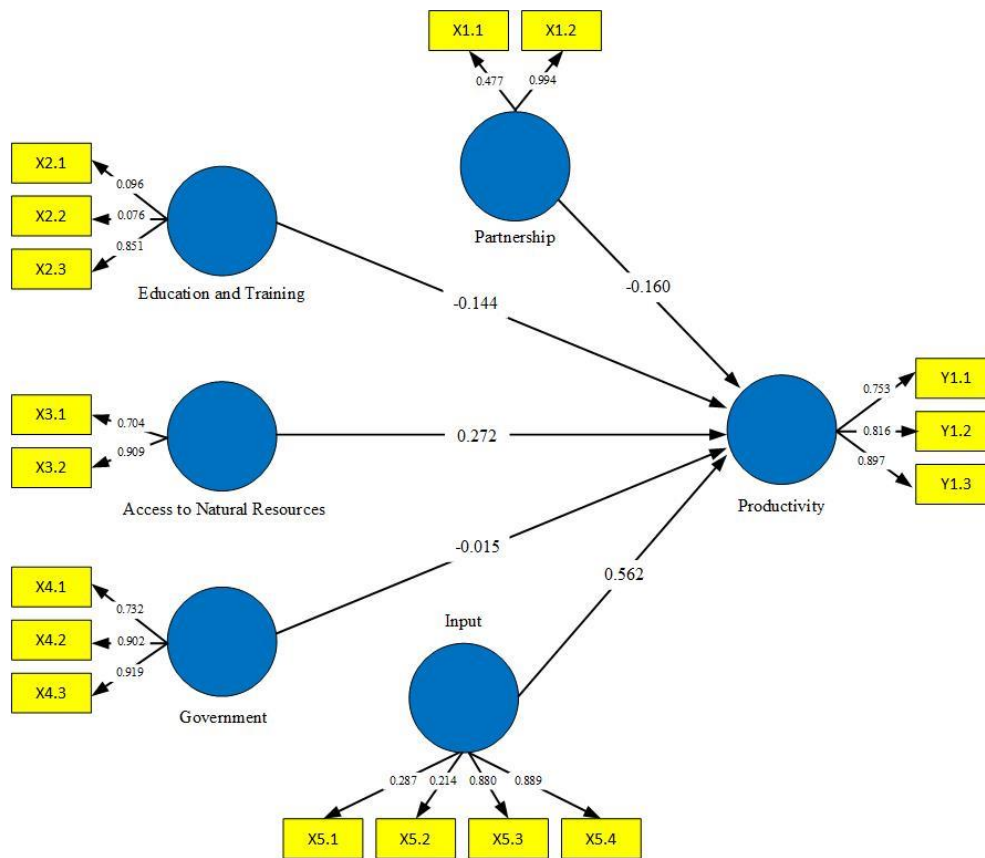 X1.1
X1.2
0.477
0.994
Partnership
X2.1
X2.2
X2.3
0.096
0.076
0.851
Education and Training
-0.160
-0.144
X3.1
X3.2
0.704
0.909
Access to Natural Resources
0.272
Y1.1
Y1.2
Y1.3
0.753
0.816
0.897
Productivity
X4.1
X4.2
X4.3
0.732
0.902
0.919
Government
-0.015
0.562
Input
0.287
0.214
0.880
0.889
X5.1
X5.2
X5.3
X5.4